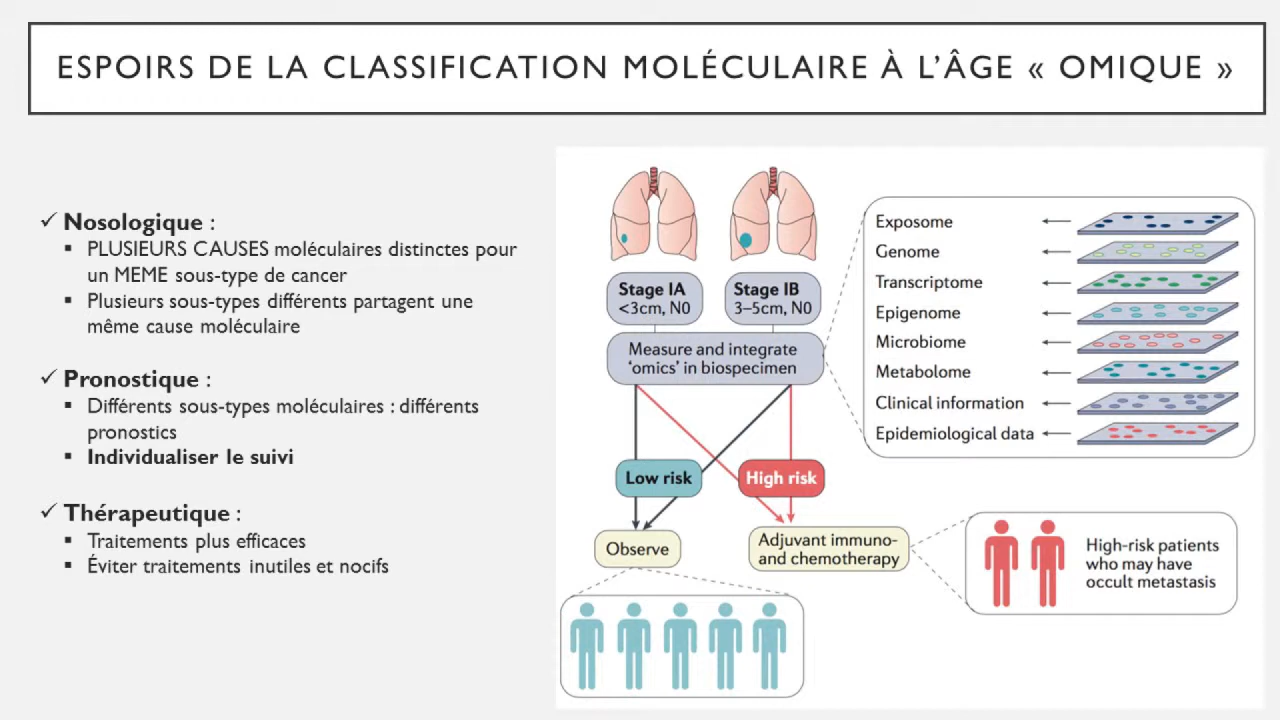 ESPOIRS DE LA CLASSIFICATION MOLÉCULAIRE À L'ÂGE « OMIQUE »
✓ Nosologique :
▪ PLUSIEURS CAUSES moléculaires distinctes pour
un MEME sous-type de cancer
▪ Plusieurs sous-types différents partagent une
même cause moléculaire
✓ Pronostique :
▪ Différents sous-types moléculaires : différents
pronostics
▪ Individualiser le suivi
✓ Thérapeutique :
▪ Traitements plus efficaces
▪ Éviter traitements inutiles et nocifs
Stage IA
<3cm, N0
Stage IB
3–5cm, N0
Measure and integrate
‘omics’ in biospecimen
Exposome
Genome
Transcriptome
Epigenome
Microbiome
Metabolome
Clinical information
Epidemiological data
Low risk
High risk
Observe
Adjuvant immuno-
and chemotherapy
High-risk patients
who may have
occult metastasis